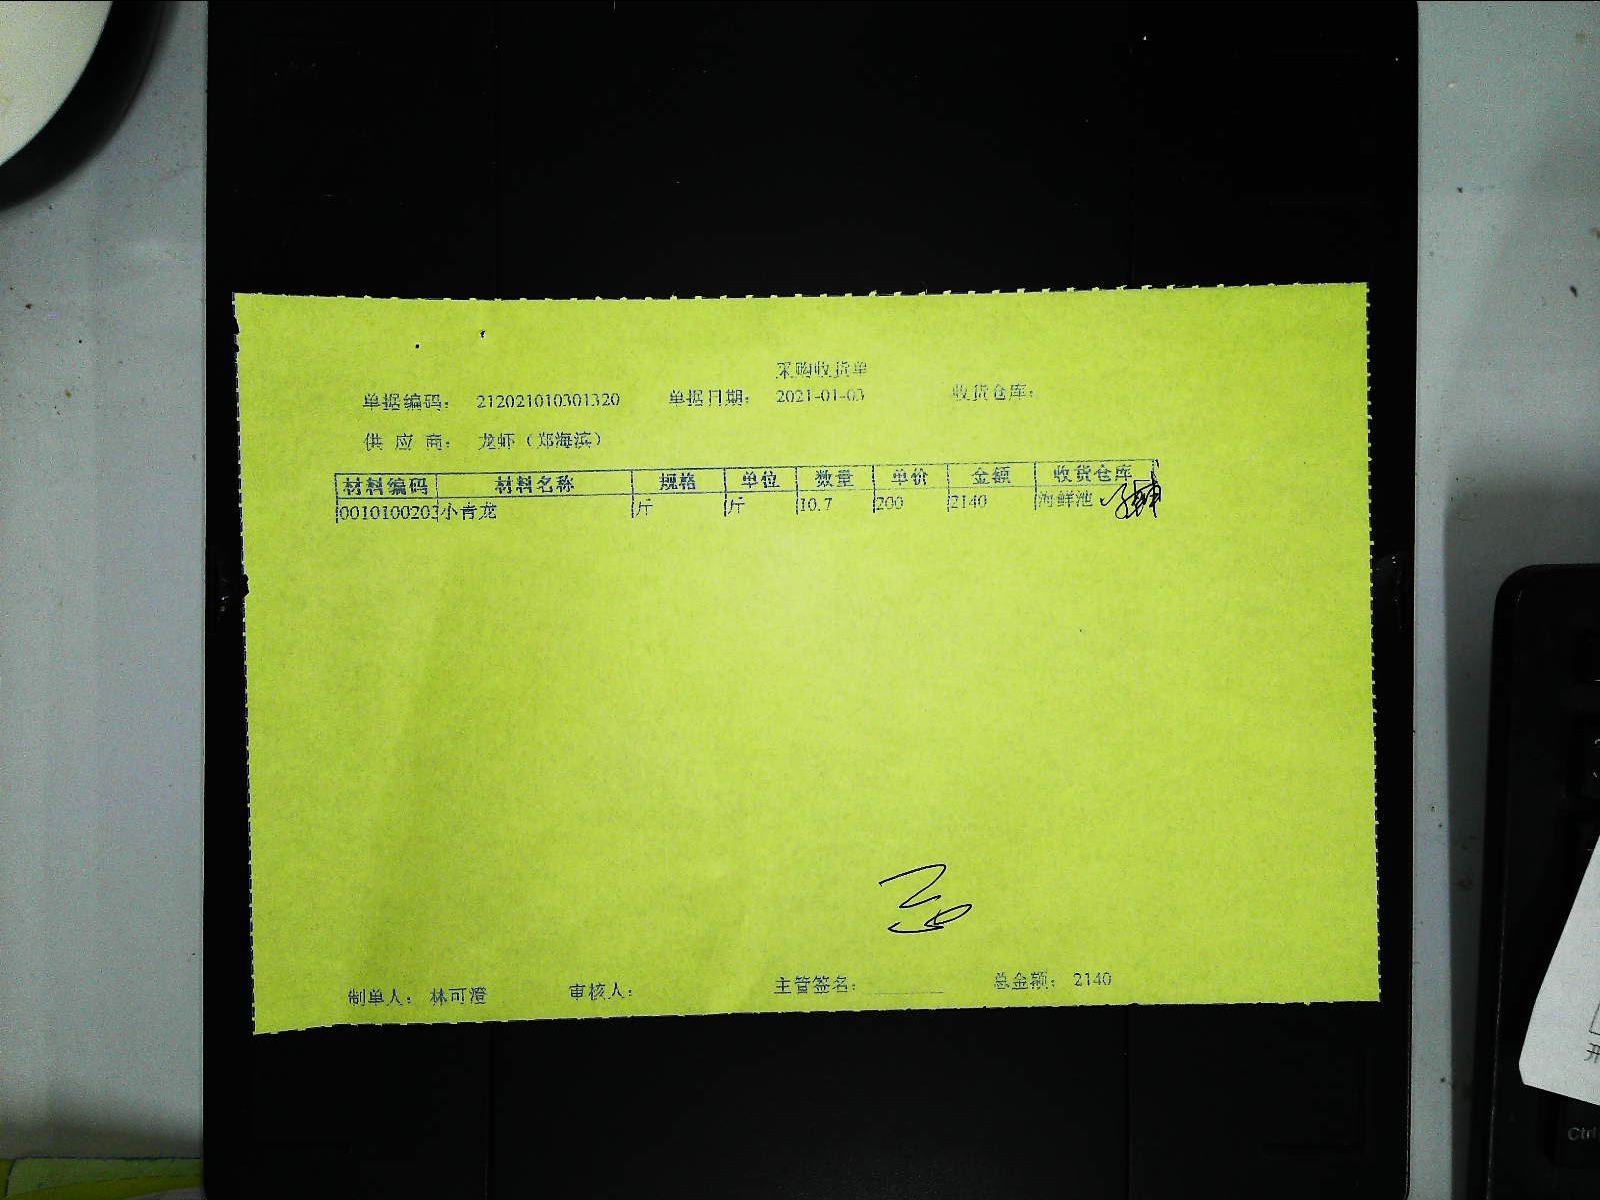 采购收货单
单据编码： 212021010301320 单据日期： 2021-01-03 收货仓库：
供 应 商： 龙虾（郑海滨）
材料编码 材料名称 规格 单位 数量 单价 金额 收货仓库
0010100203 小青龙 斤 斤 10.7 200 2140 海鲜池
制单人： 林可澄 审核人： 主管签名： 总金额： 2140
Ctrl
开